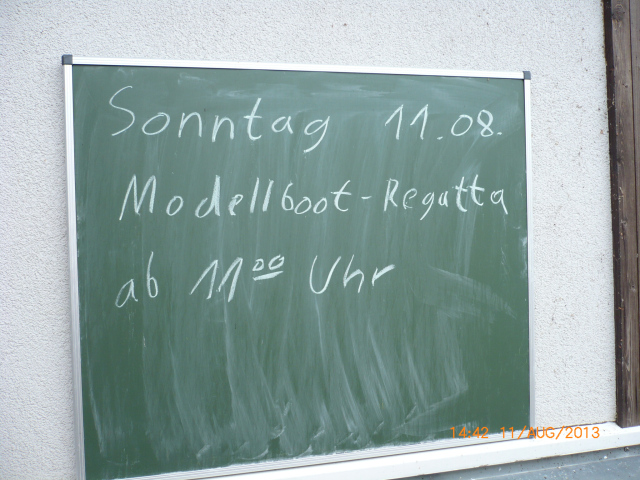 Sonntag 11.08.
Modellboot-Regatta
ab 11⁰⁰ Uhr
14:42 11/AUG/2013